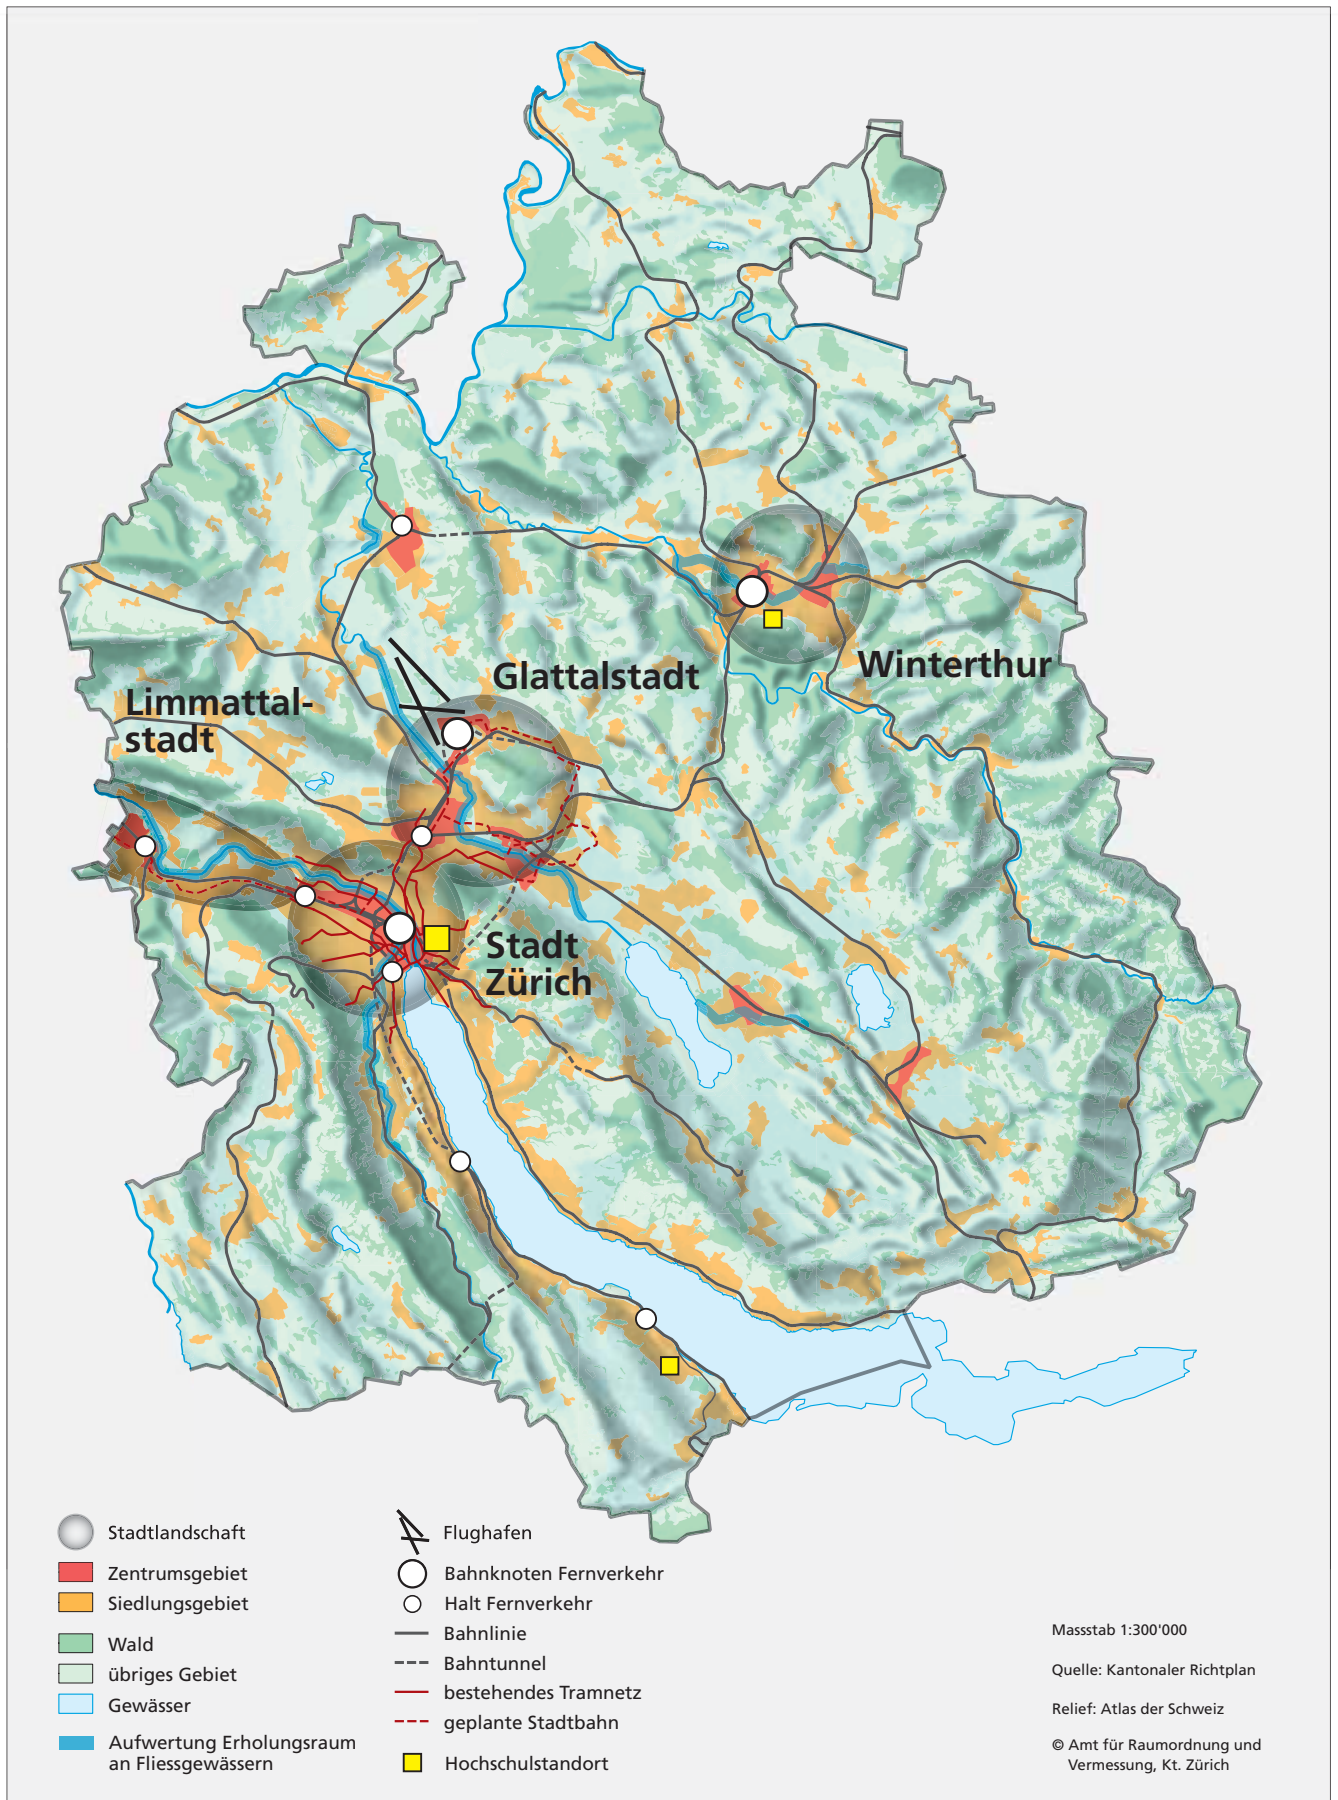 Glattalstadt
Winterthur
Limmattal-
stadt
Stadt
Zürich
Stadtlandschaft
Zentrumsgebiet
Siedlungsgebiet
Wald
übriges Gebiet
Gewässer
Aufwertung Erholungsraum
an Fliessgewässern
Flughafen
Bahnknoten Fernverkehr
Halt Fernverkehr
Bahnlinie
Bahntunnel
bestehendes Tramnetz
geplante Stadtbahn
Hochschulstandort
Massstab 1:300'000
Quelle: Kantonaler Richtplan
Relief: Atlas der Schweiz
© Amt für Raumordnung und
Vermessung, Kt. Zürich